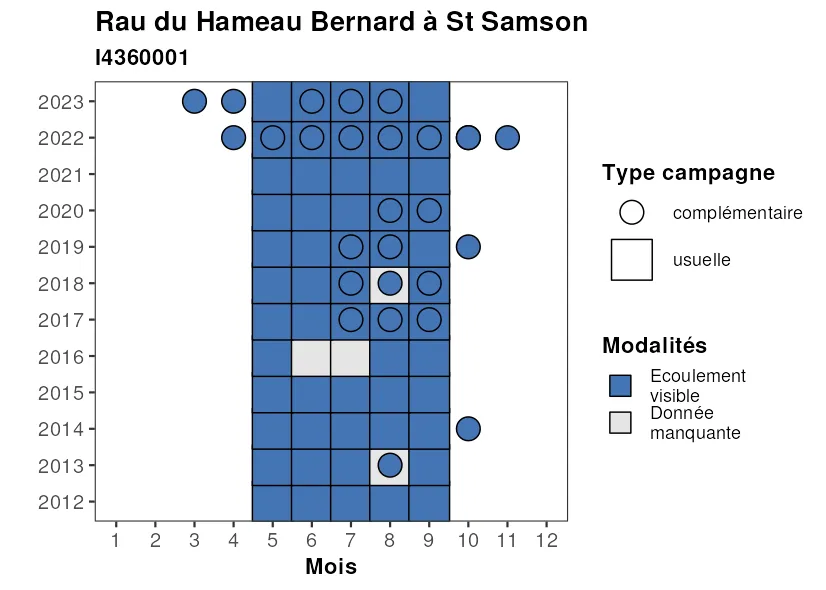 Rau du Hameau Bernard à St Samson
I4360001
2023
2022
2021
2020
2019
2018
2017
2016
2015
2014
2013
2012
1 2 3 4 5 6 7 8 9 10 11 12
Mois
Type campagne
complémentaire
usuelle
Modalités
Ecoulement
visible
Donnée
manquante